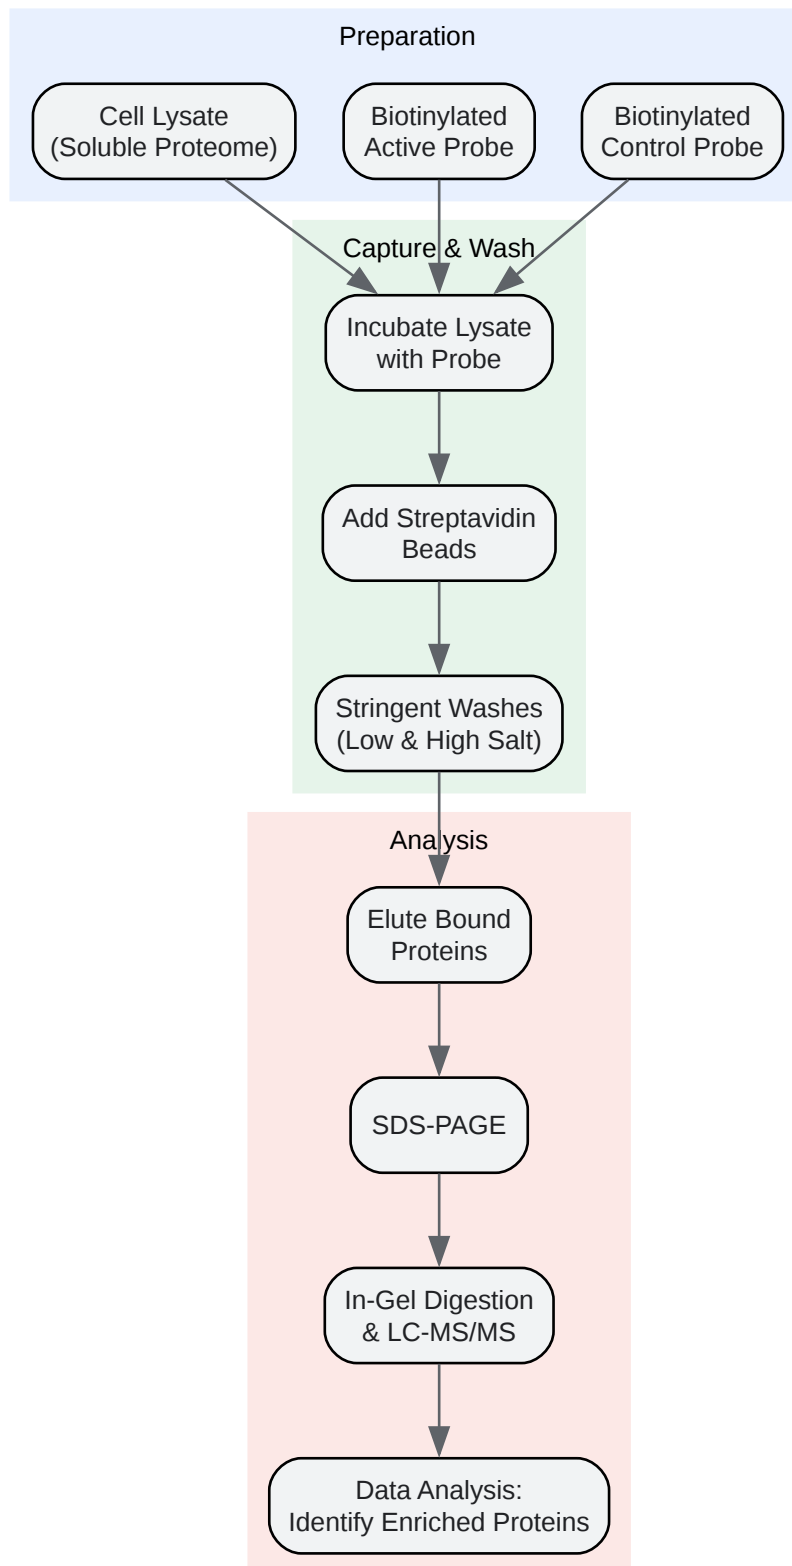 Preparation
Cell Lysate
(Soluble Proteome)
Biotinylated
Active Probe
Biotinylated
Control Probe
Capture & Wash
Incubate Lysate
with Probe
Add Streptavidin
Beads
Stringent Washes
(Low & High Salt)
Analysis
Elute Bound
Proteins
SDS-PAGE
In-Gel Digestion
& LC-MS/MS
Data Analysis:
Identify Enriched Proteins